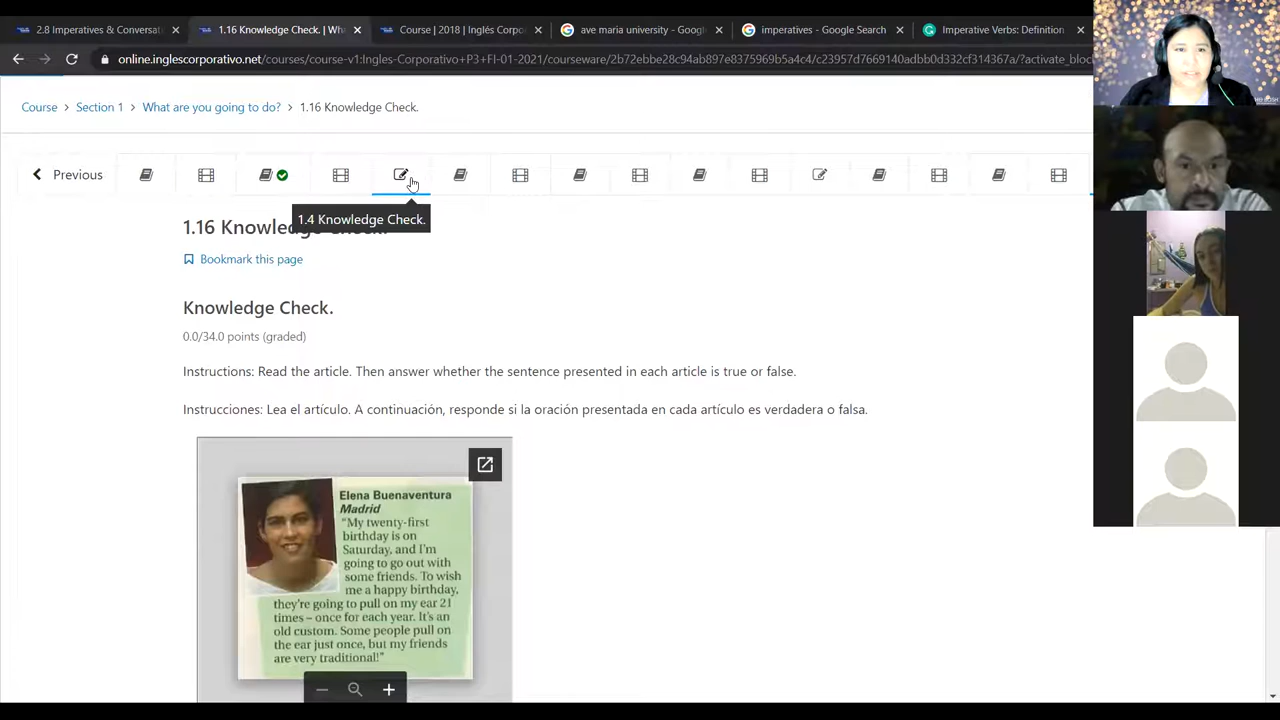 2.8 Imperatives & Conversati
1.16 Knowledge Check. | Wh
Course | 2018 | Inglés Corpo
ave maria university - Googl
imperatives - Google Search
Imperative Verbs: Definition
online.inglescorporativo.net/courses/course-v1:Ingles-Corporativo+P3+FI-01-2021/courseware/2b72ebbe28c94ab897e8375969b5a4c4/c23957d7669140adbb0d332cf314367a/?activate_bloc
Course > Section 1 > What are you going to do? > 1.16 Knowledge Check.
Previous
1.4 Knowledge Check.
1.16 Knowledge Check.
Bookmark this page
Knowledge Check.
0.0/34.0 points (graded)
Instructions: Read the article. Then answer whether the sentence presented in each article is true or false.
Instrucciones: Lea el artículo. A continuación, responde si la oración presentada en cada artículo es verdadera o falsa.
Elena Buenaventura
Madrid
"My twenty-first
birthday is on
Saturday, and I'm
going to go out with
some friends. To wish
me a happy birthday,
they're going to pull on my ear 21
times – once for each year. It's an
old custom. Some people pull on
the ear just once, but my friends
are very traditional!"